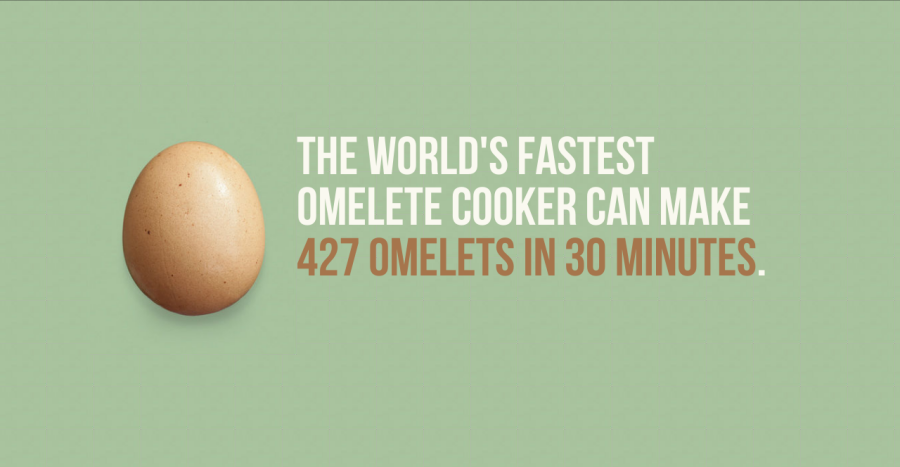 THE WORLD'S FASTEST
OMELETE COOKER CAN MAKE
427 OMELETS IN 30 MINUTES.